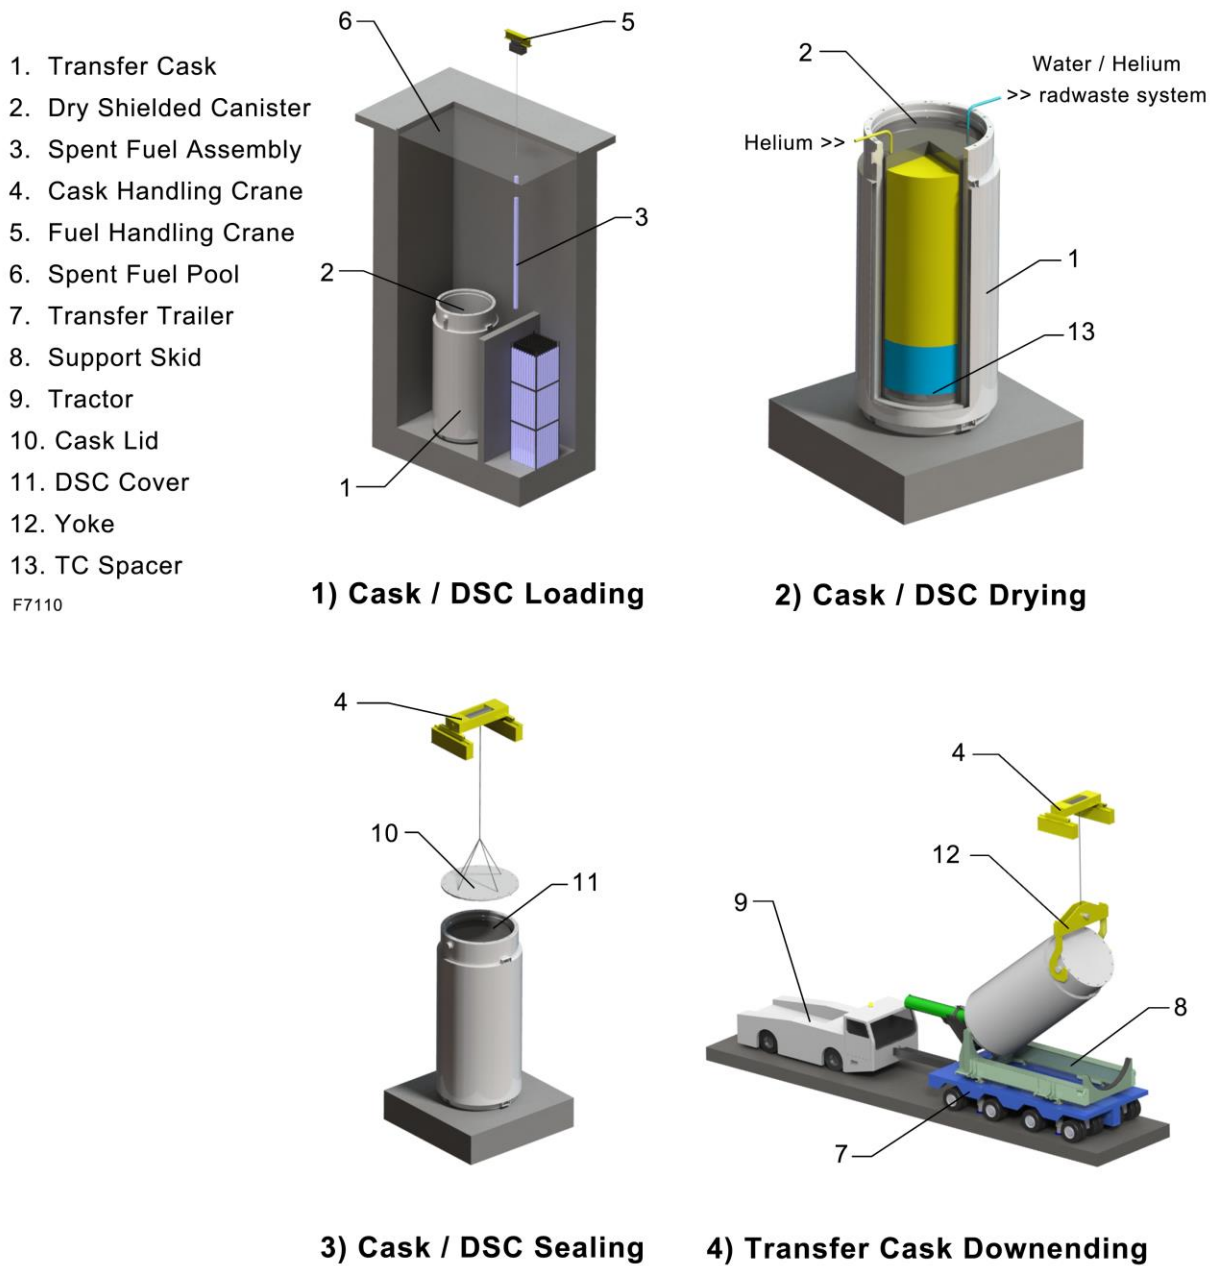 1. Transfer Cask
2. Dry Shielded Canister
3. Spent Fuel Assembly
4. Cask Handling Crane
5. Fuel Handling Crane
6. Spent Fuel Pool
7. Transfer Trailer
8. Support Skid
9. Tractor
10. Cask Lid
11. DSC Cover
12. Yoke
13. TC Spacer
F7110
6
5
3
2
1
1) Cask / DSC Loading
2
Water / Helium
>> radwaste system
Helium >>
1
13
2) Cask / DSC Drying
4
10
11
3) Cask / DSC Sealing
4
12
9
8
7
4) Transfer Cask Downending